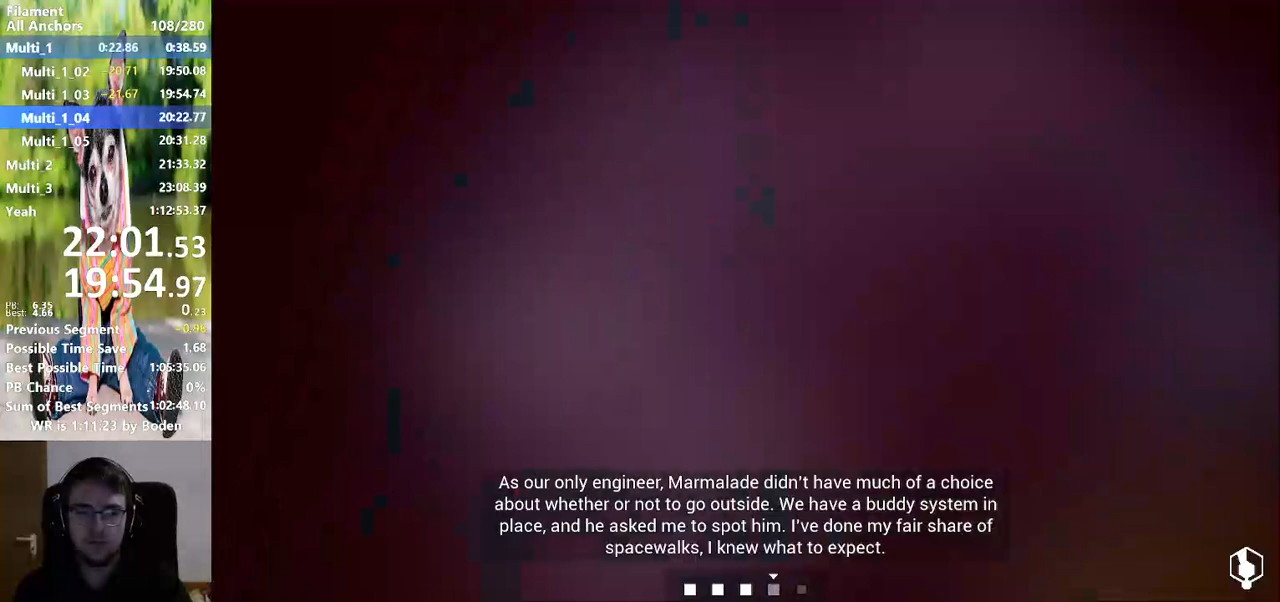 Filament
All Anchors 108/280
Multi_1 0:22.86 0:38.59
Multi_1_02 -20.71 19:50.08
Multi_1_03 -21.67 19:54.74
Multi_1_04 20:22.77
Multi_1_05 20:31.28
Multi_2 21:33.32
Multi_3 23:08.39
Yeah 1:12:53.37
22:01.53
19:54.97
PB: 6.35
Best: 4.66 0.23
Previous Segment -0.98
Possible Time Save 1.68
Best Possible Time 1:05:35.06
PB Chance 0%
Sum of Best Segments 1:02:48.10
WR is 1:11.23 by Boden
As our only engineer, Marmalade didn't have much of a choice
about whether or not to go outside. We have a buddy system in
place, and he asked me to spot him. I've done my fair share of
spacewalks, I knew what to expect.